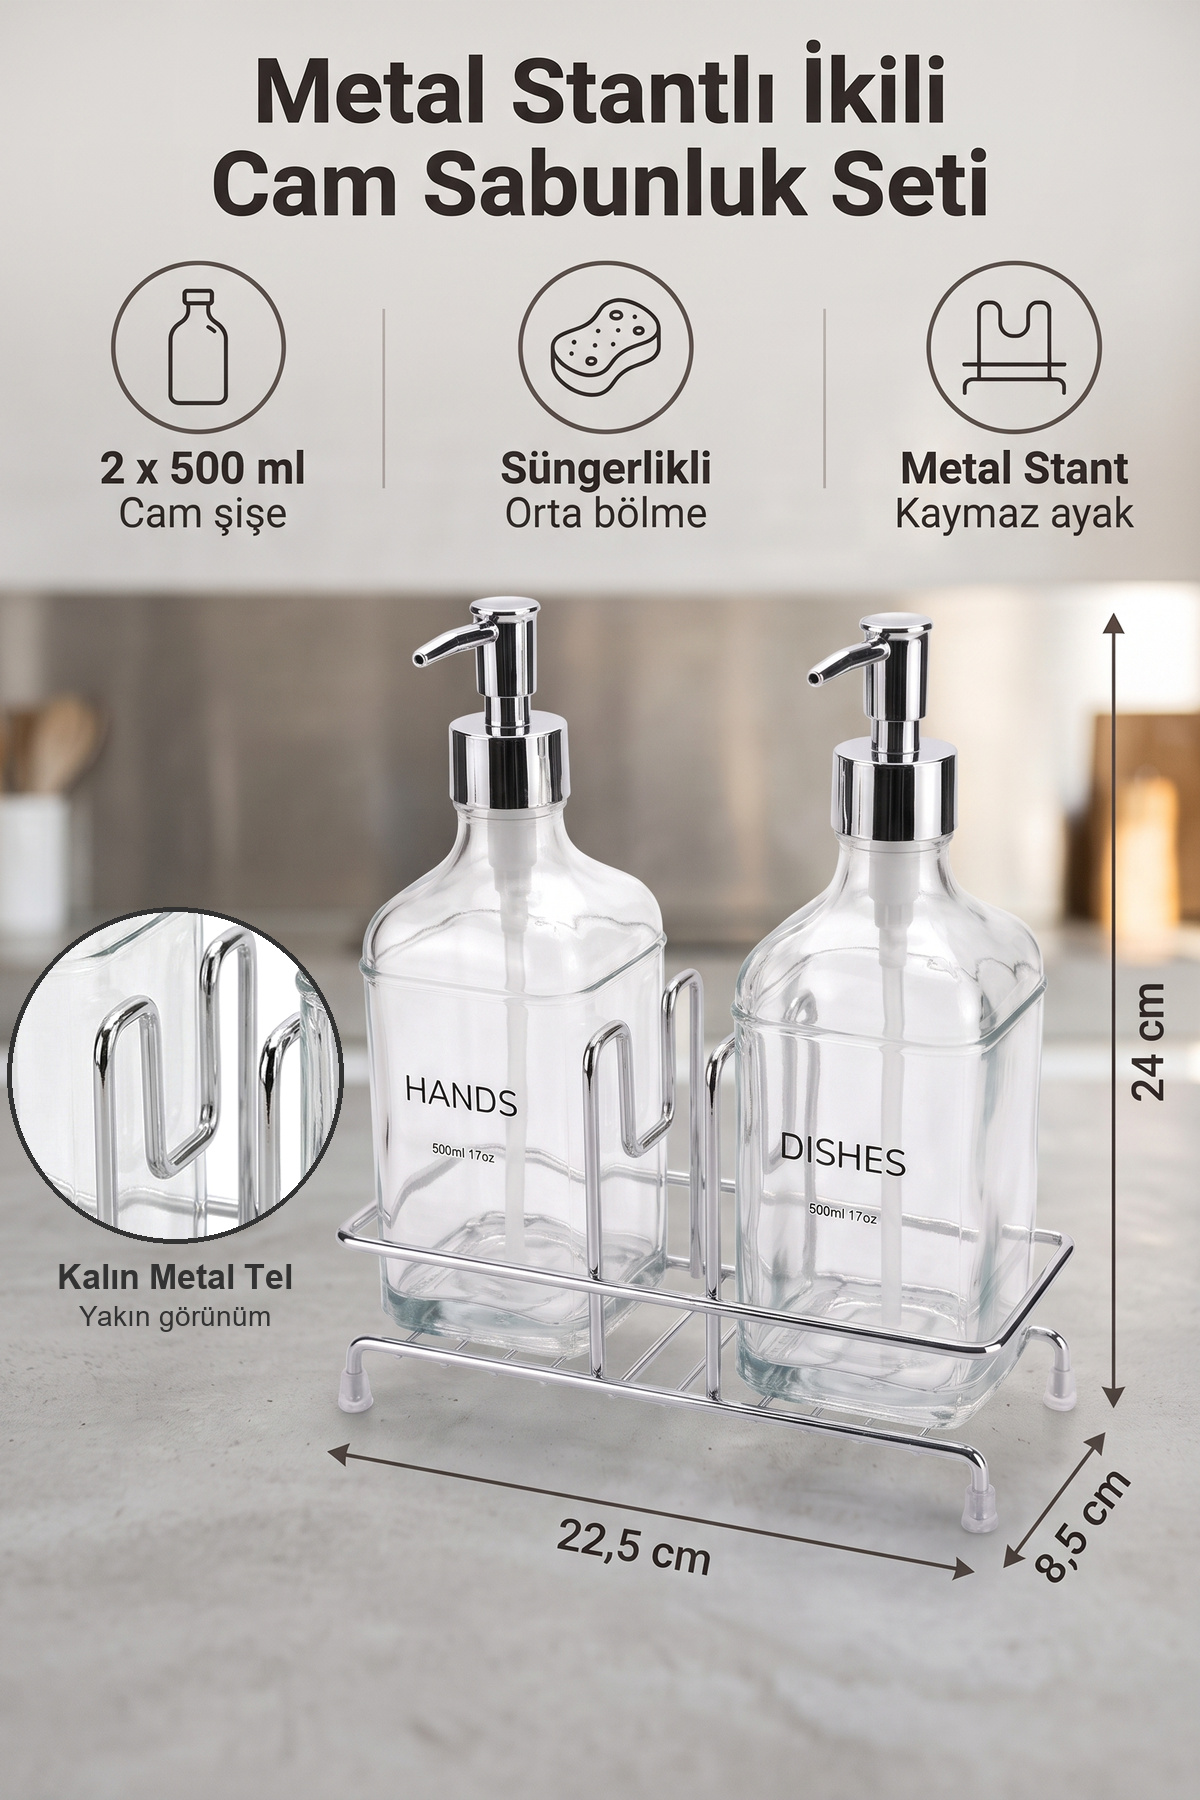 Metal Stantlı İkili
Cam Sabunluk Seti
2 x 500 ml
Cam şişe
Süngerlikli
Orta bölme
Metal Stant
Kaymaz ayak
HANDS
500ml 17oz
DISHES
500ml 17oz
24 cm
Kalın Metal Tel
Yakın görünüm
22,5 cm
8,5 cm